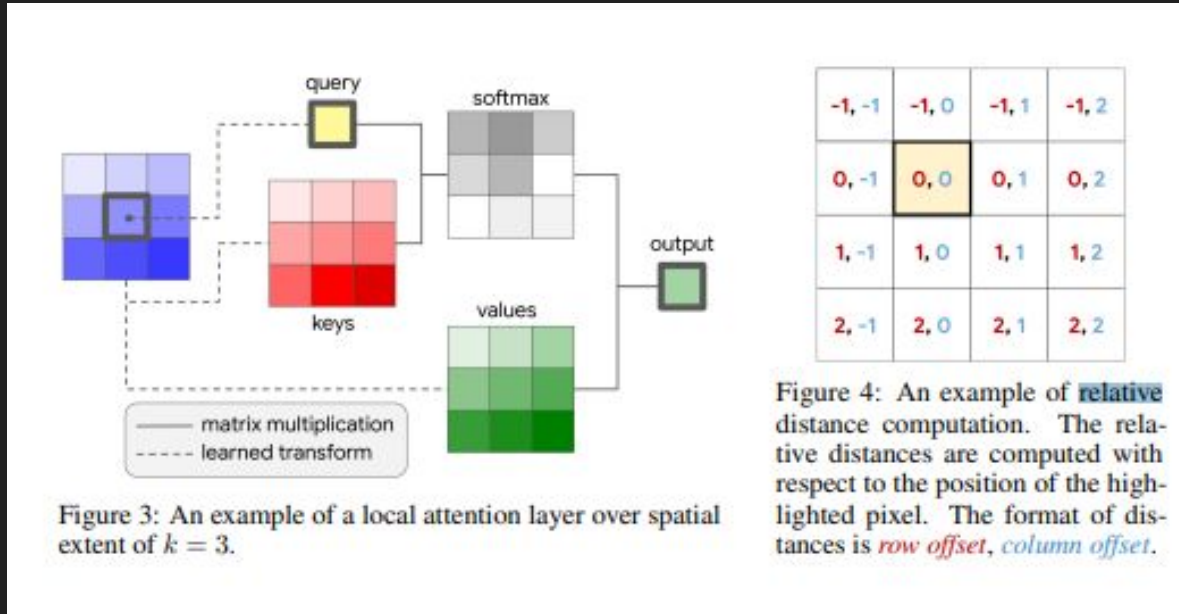 query
softmax
keys
values
output
matrix multiplication
learned transform
Figure 3: An example of a local attention layer over spatial
extent of k = 3.
-1, -1 -1, 0 -1, 1 -1, 2
0, -1 0, 0 0, 1 0, 2
1, -1 1, 0 1, 1 1, 2
2, -1 2, 0 2, 1 2, 2
Figure 4: An example of relative
distance computation. The rela-
tive distances are computed with
respect to the position of the high-
lighted pixel. The format of dis-
tances is row offset, column offset.